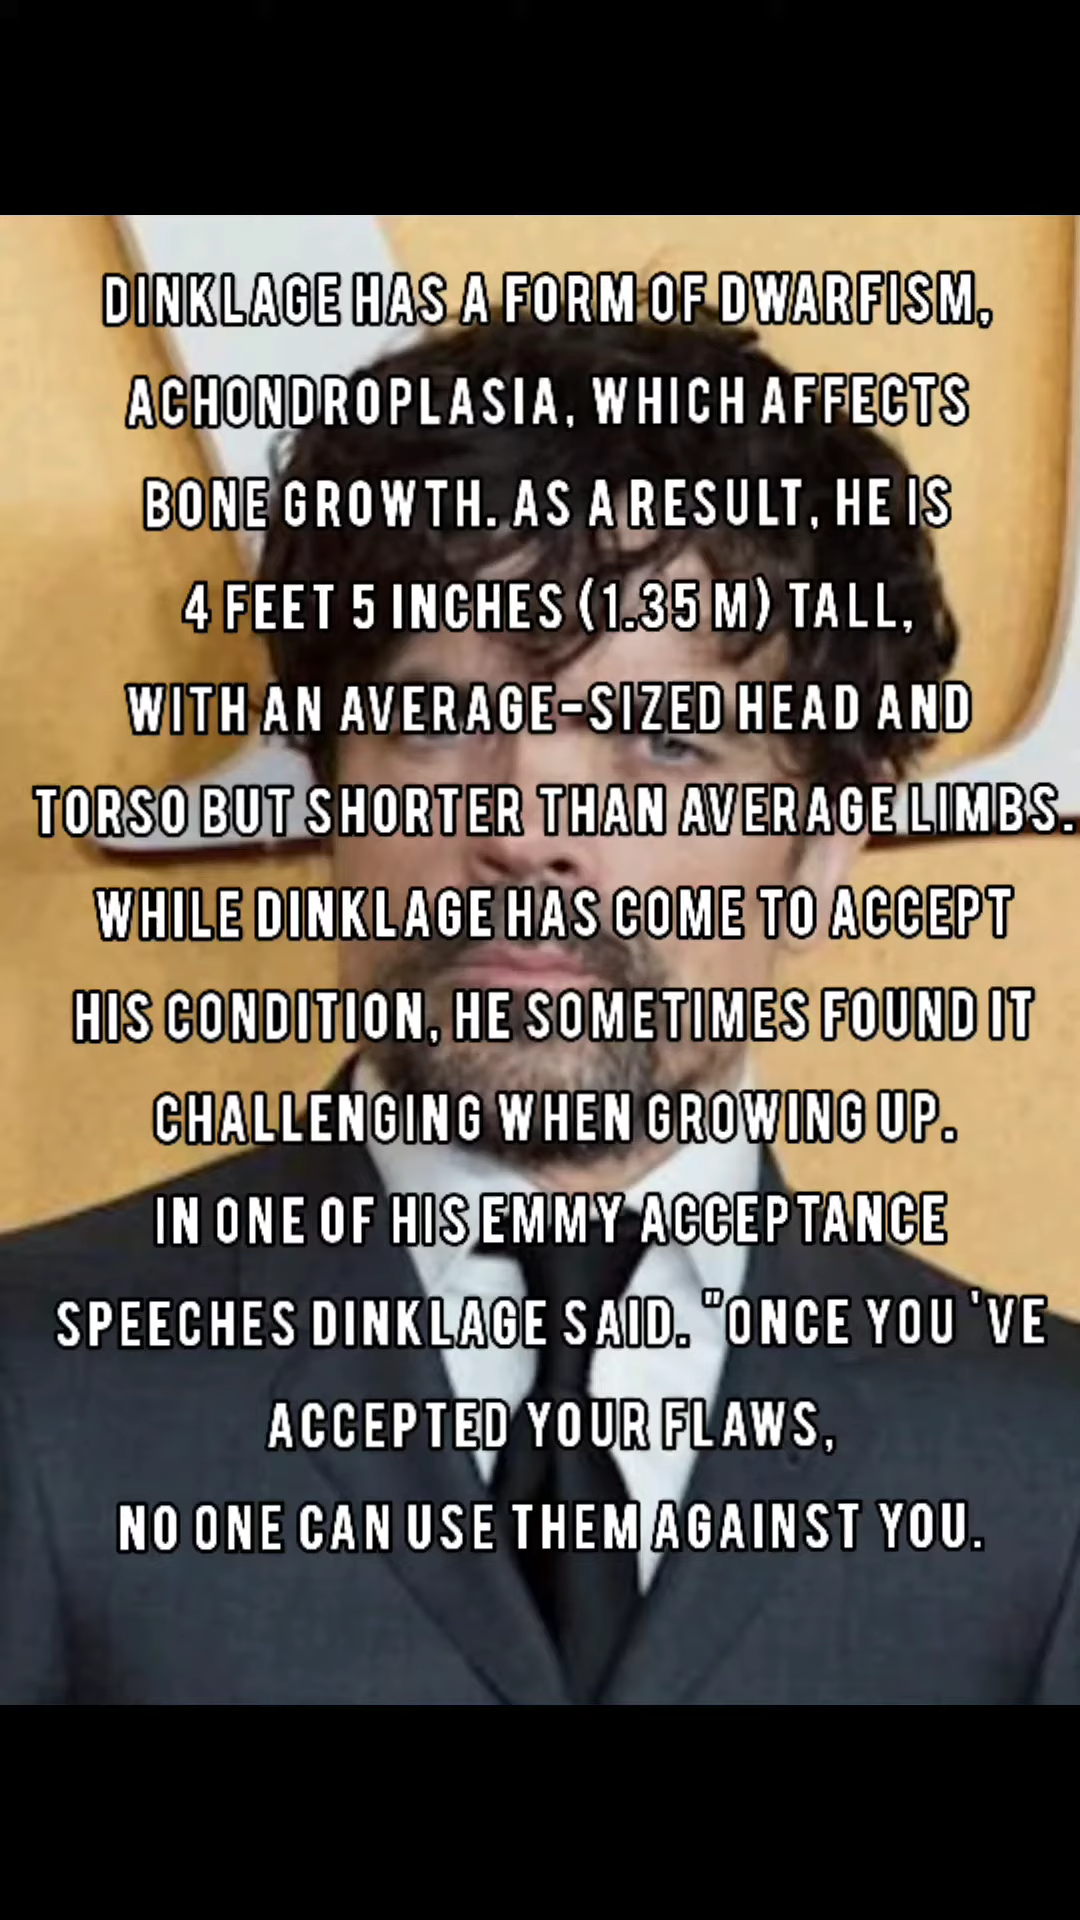 DINKLAGE HAS A FORM OF DWARFISM,
ACHONDROPLASIA, WHICH AFFECTS
BONE GROWTH. AS A RESULT, HE IS
4 FEET 5 INCHES (1.35 M) TALL,
WITH AN AVERAGE-SIZED HEAD AND
TORSO BUT SHORTER THAN AVERAGE LIMBS.
WHILE DINKLAGE HAS COME TO ACCEPT
HIS CONDITION, HE SOMETIMES FOUND IT
CHALLENGING WHEN GROWING UP.
IN ONE OF HIS EMMY ACCEPTANCE
SPEECHES DINKLAGE SAID. "ONCE YOU 'VE
ACCEPTED YOUR FLAWS,
NO ONE CAN USE THEM AGAINST YOU.